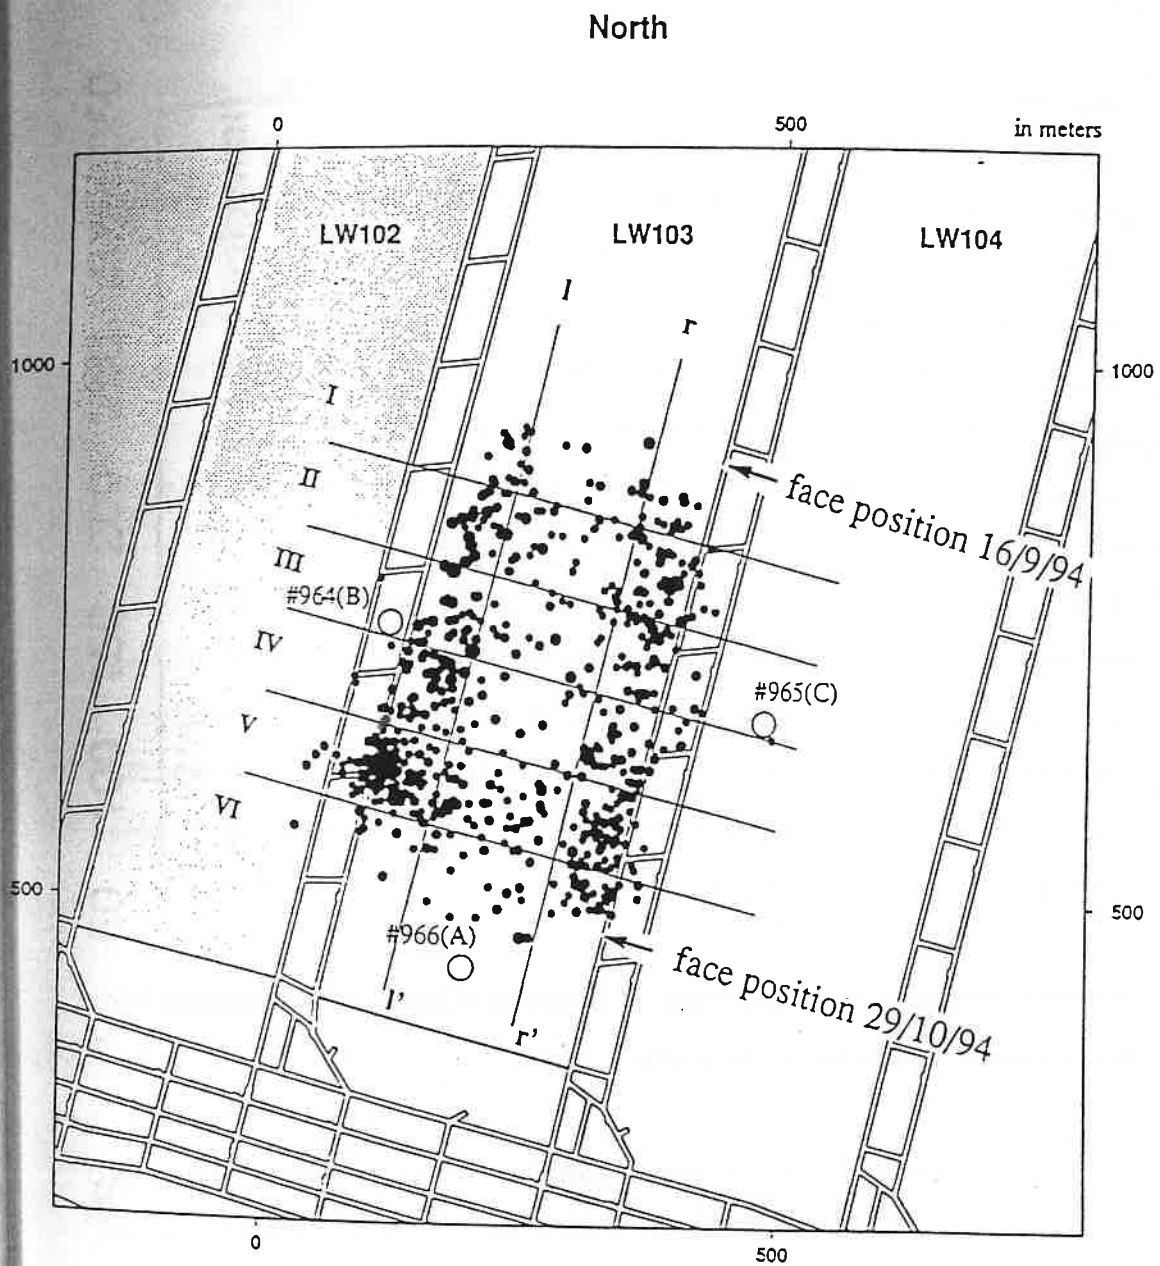 North
0 500 in meters
LW102 LW103 LW104
l
r
1000 1000
I
II
face position 16/9/94
III
#964(B)
IV
#965(C)
V
VI
500 500
#966(A)
face position 29/10/94
l'
r'
0 500